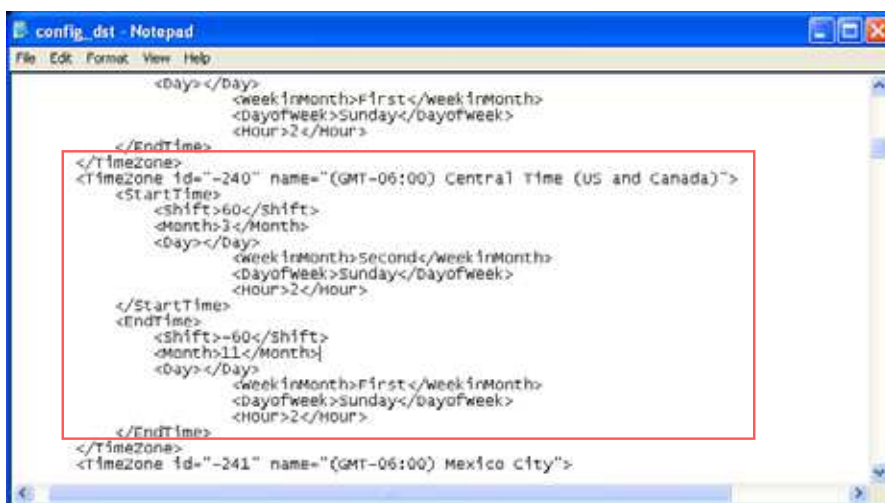 config_dst - Notepad
File Edit Format View Help
<Day></Day>
<WeekinMonth>First</WeekinMonth>
<DayofWeek>Sunday</DayofWeek>
<Hour>2</Hour>
</EndTime>
</TimeZone>
<TimeZone id="-240" name="(GMT-06:00) Central Time (US and Canada)">
<StartTime>
<Shift>60</Shift>
<Month>3</Month>
<Day></Day>
<WeekinMonth>Second</WeekinMonth>
<DayofWeek>Sunday</DayofWeek>
<Hour>2</Hour>
</StartTime>
<EndTime>
<Shift>-60</Shift>
<Month>11</Month>
<Day></Day>
<WeekinMonth>First</WeekinMonth>
<DayofWeek>Sunday</DayofWeek>
<Hour>2</Hour>
</EndTime>
</TimeZone>
<TimeZone id="-241" name="(GMT-06:00) Mexico City">